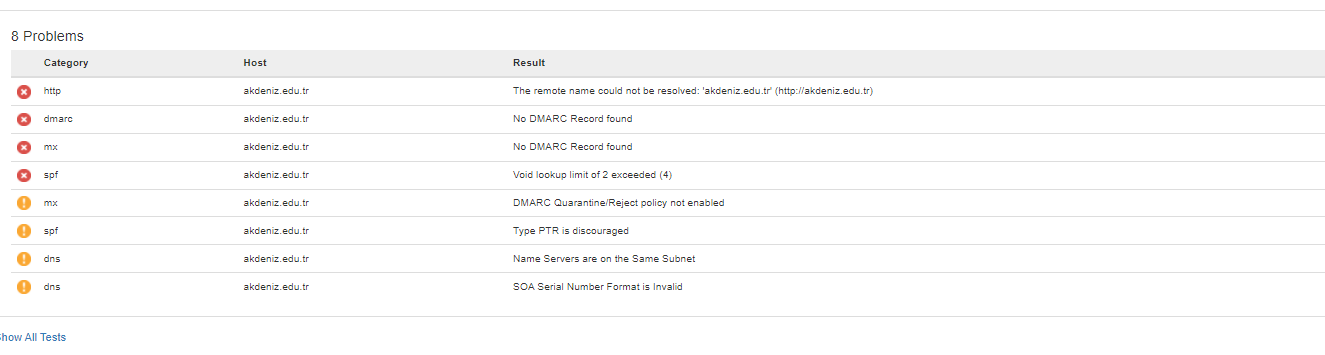 8 Problems
Category Host Result
http akdeniz.edu.tr The remote name could not be resolved: 'akdeniz.edu.tr' (http://akdeniz.edu.tr)
dmarc akdeniz.edu.tr No DMARC Record found
mx akdeniz.edu.tr No DMARC Record found
spf akdeniz.edu.tr Void lookup limit of 2 exceeded (4)
mx akdeniz.edu.tr DMARC Quarantine/Reject policy not enabled
spf akdeniz.edu.tr Type PTR is discouraged
dns akdeniz.edu.tr Name Servers are on the Same Subnet
dns akdeniz.edu.tr SOA Serial Number Format is Invalid
Show All Tests